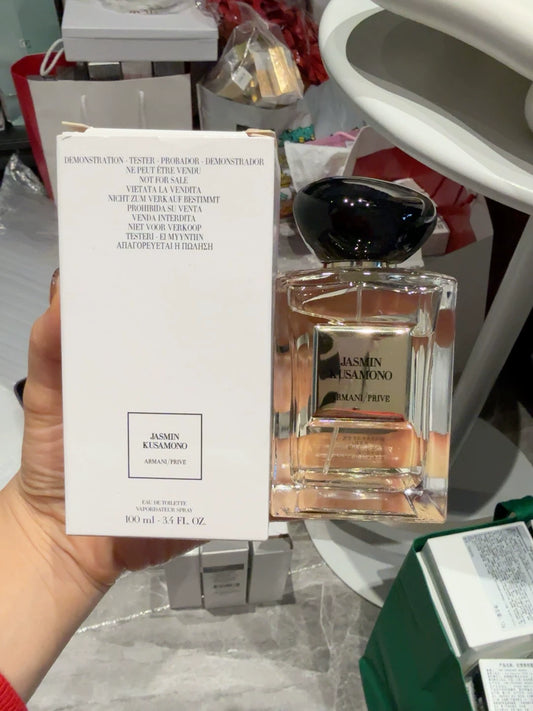 DEMONSTRATION - TESTER - PROBADOR - DEMONSTRADOR
NE PEUT ÊTRE VENDU
NOT FOR SALE
VIETATA LA VENDITA
NICHT ZUM VERKAUF BESTIMMT
PROHIBIDA SU VENTA
VENDA INTERDITA
NIET VOOR VERKOOP
TESTERI - EI MYYNTIIN
ΑΠΑΓΟΡΕΥΕΤΑΙ Η ΠΩΛΗΣΗ
JASMIN
KUSAMONO
ARMANI/PRIVE
EAU DE TOILETTE
VAPORISATEUR SPRAY
100 ml - 3.4 FL. OZ.
JASMIN
KUSAMONO
ARMANI/PRIVE